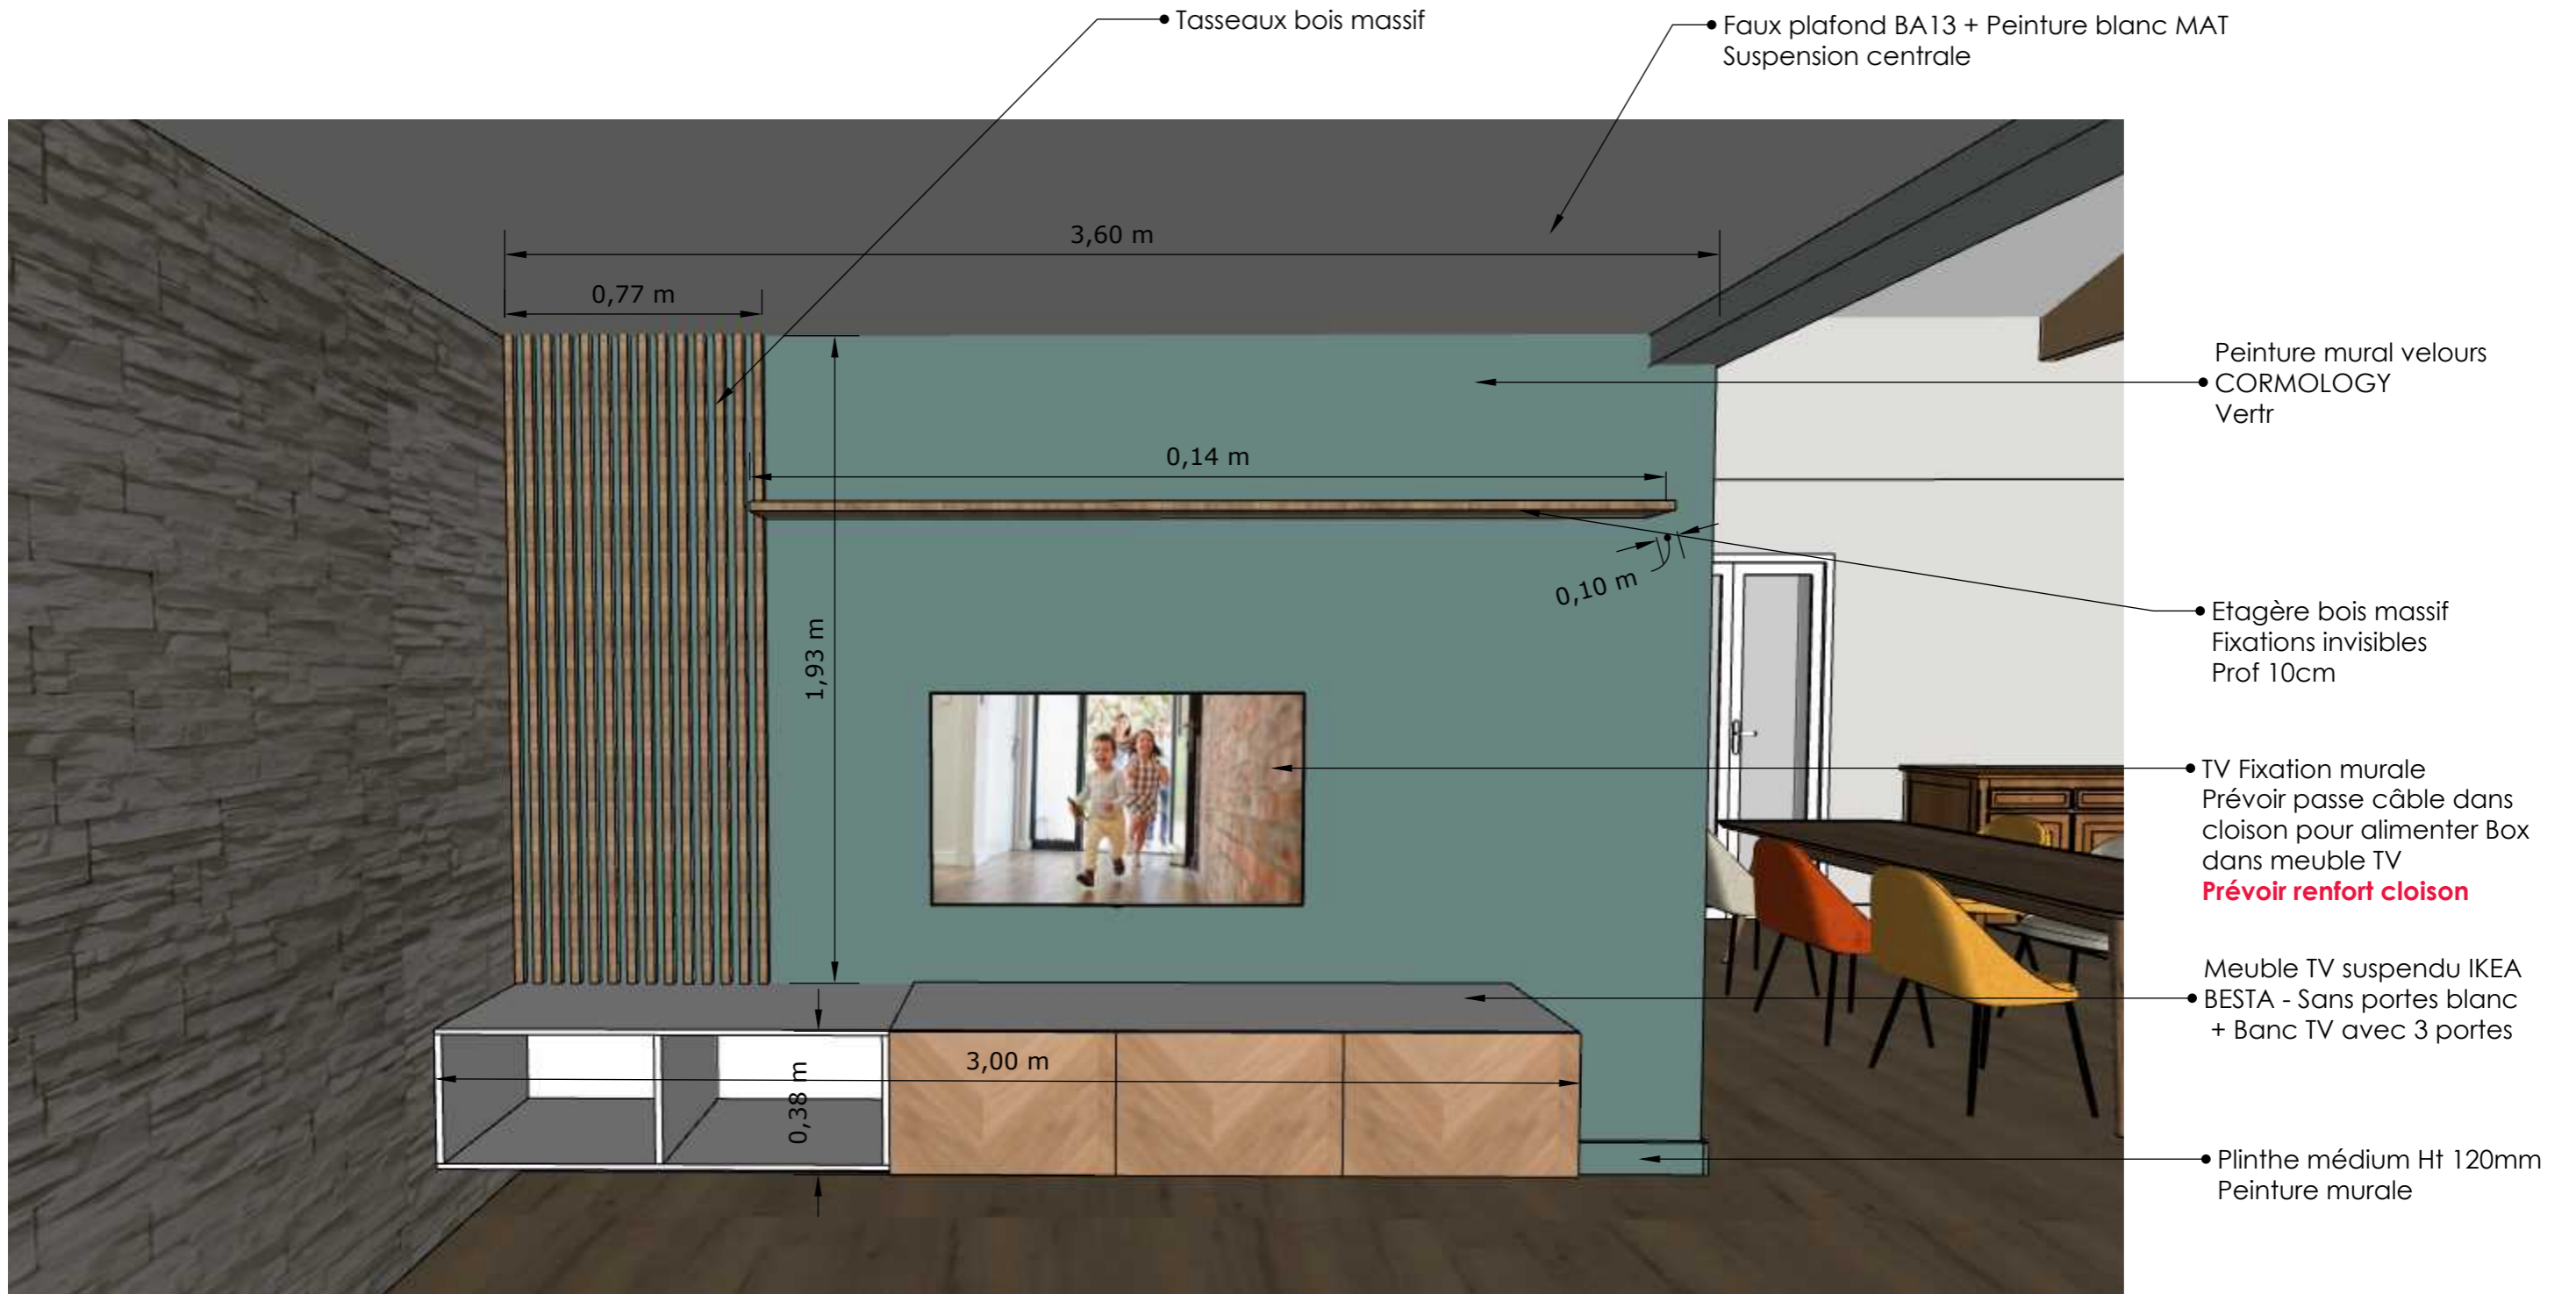 Tasseaux bois massif
Faux plafond BA13 + Peinture blanc MAT
Suspension centrale
3,60 m
0,77 m
Peinture mural velours
CORMOLOGY
Vertr
0,14 m
0,10 m
1,93 m
Etagère bois massif
Fixations invisibles
Prof 10cm
TV Fixation murale
Prévoir passe câble dans
cloison pour alimenter Box
dans meuble TV
Prévoir renfort cloison
Meuble TV suspendu IKEA
BESTA - Sans portes blanc
+ Banc TV avec 3 portes
3,00 m
0,38 m
Plinthe médium Ht 120mm
Peinture murale